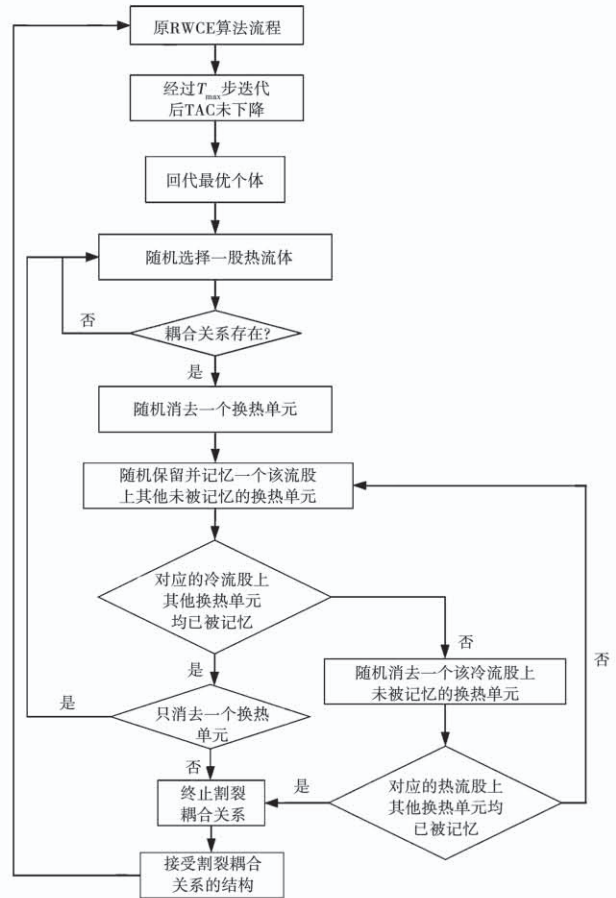 原RWCE算法流程
经过Tmax步迭代
后TAC未下降
回代最优个体
随机选择一股热流体
否
耦合关系存在?
是
随机消去一个换热单元
随机保留并记忆一个该流股
上其他未被记忆的换热单元
对应的冷流股上
其他换热单元
均已被记忆
否
是
随机消去一个该冷流股上
未被记忆的换热单元
是
只消去一个换热
单元
否
是
对应的热流股上
其他换热单元均
已被记忆
否
终止割裂
耦合关系
接受割裂耦合
关系的结构